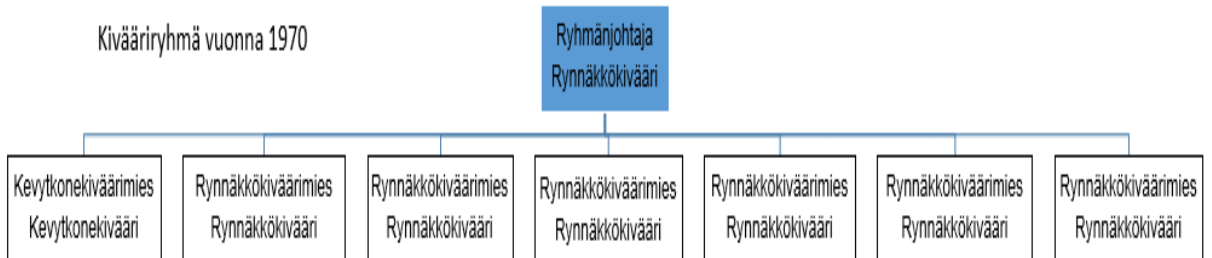 Kivääriryhmä vuonna 1970
Ryhmänjohtaja
Rynnäkkökivääri
Kevytkonekiväärimies
Kevytkonekivääri
Rynnäkkökiväärimies
Rynnäkkökivääri
Rynnäkkökiväärimies
Rynnäkkökivääri
Rynnäkkökiväärimies
Rynnäkkökivääri
Rynnäkkökiväärimies
Rynnäkkökivääri
Rynnäkkökiväärimies
Rynnäkkökivääri
Rynnäkkökiväärimies
Rynnäkkökivääri